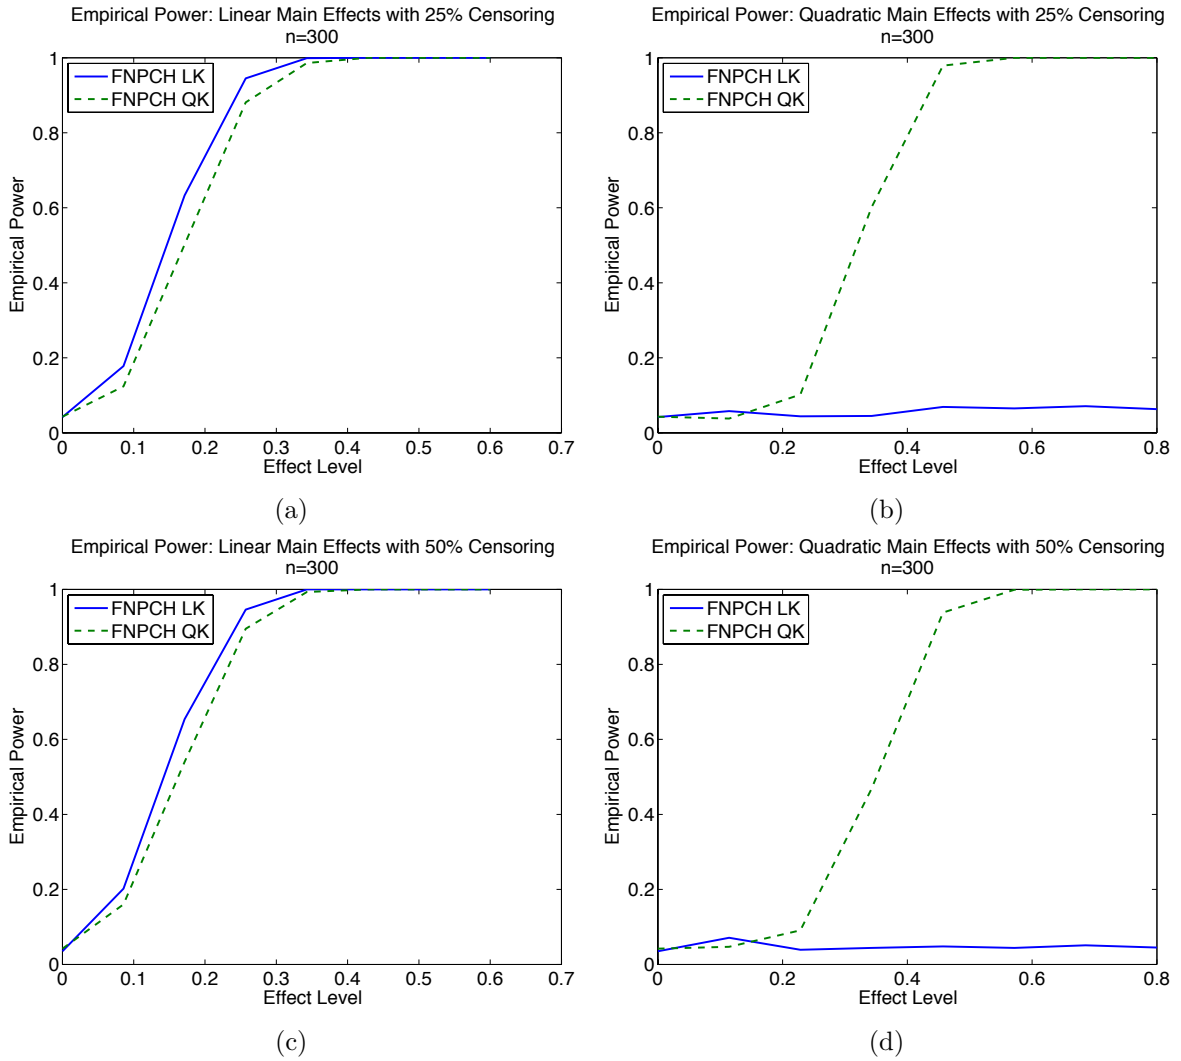 Empirical Power: Linear Main Effects with 25% Censoring
n=300
FNPCH LK
FNPCH QK
1
0.8
0.6
0.4
0.2
0
Empirical Power
0 0.1 0.2 0.3 0.4 0.5 0.6 0.7
Effect Level
(a)
Empirical Power: Quadratic Main Effects with 25% Censoring
n=300
FNPCH LK
FNPCH QK
1
0.8
0.6
0.4
0.2
0
Empirical Power
0 0.2 0.4 0.6 0.8
Effect Level
(b)
Empirical Power: Linear Main Effects with 50% Censoring
n=300
FNPCH LK
FNPCH QK
1
0.8
0.6
0.4
0.2
0
Empirical Power
0 0.1 0.2 0.3 0.4 0.5 0.6 0.7
Effect Level
(c)
Empirical Power: Quadratic Main Effects with 50% Censoring
n=300
FNPCH LK
FNPCH QK
1
0.8
0.6
0.4
0.2
0
Empirical Power
0 0.2 0.4 0.6 0.8
Effect Level
(d)